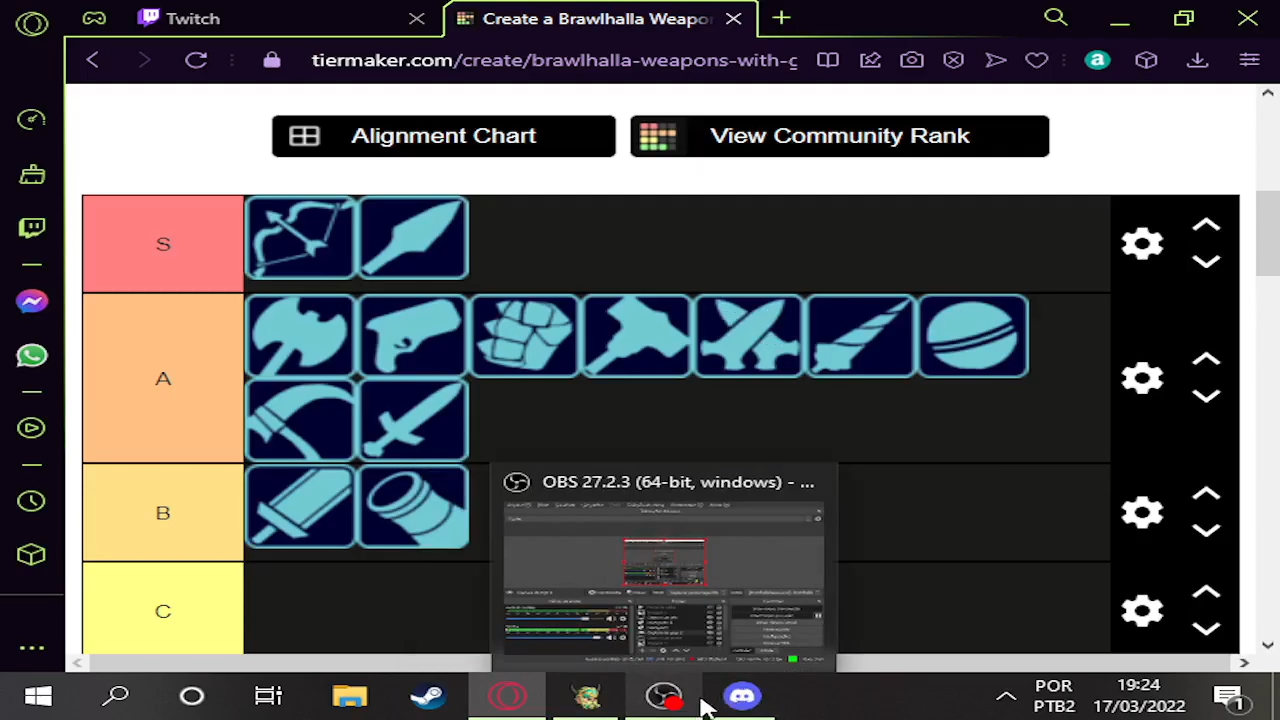 Twitch
Create a Brawlhalla Weapo
tiermaker.com/create/brawlhalla-weapons-with-g
a
Alignment Chart
View Community Rank
S
A
B
OBS 27.2.3 (64-bit, windows) - ...
C
POR
PTB2
19:24
17/03/2022
1